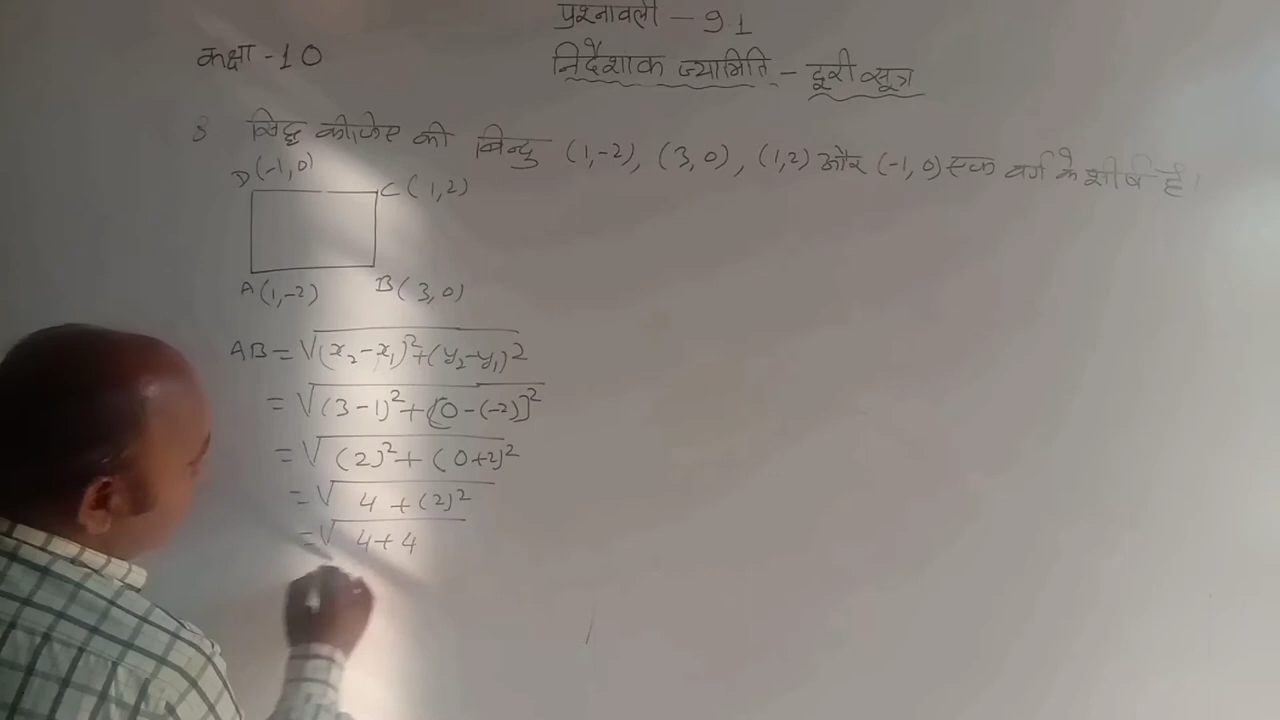 प्रश्नावली - 9.1
कक्षा - 10
निर्देशांक ज्यामिति - दूरी सूत्र
3 सिद्ध कीजिए की बिन्दु (1,-2), (3,0), (1,2) और (-1,0) एक वर्ग के शीर्ष हैं।
D(-1,0)
C(1,2)
A(1,-2)
B(3,0)
AB = √(x₂-x₁)²+(y₂-y₁)²
= √(3-1)²+[0-(-2)]²
= √(2)²+(0+2)²
= √4+(2)²
= √4+4